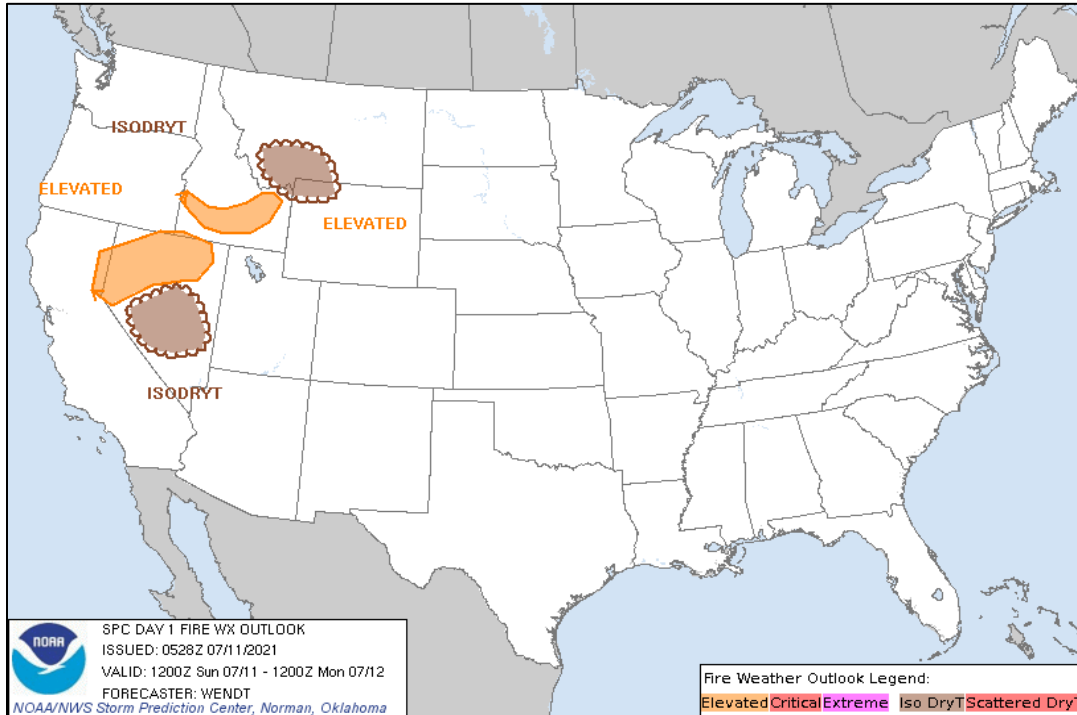 ISODRYT
ELEVATED
ELEVATED
ISODRYT
NOAA
SPC DAY 1 FIRE WX OUTLOOK
ISSUED: 0528Z 07/11/2021
VALID: 1200Z Sun 07/11 - 1200Z Mon 07/12
FORECASTER: WENDT
NOAA/NWS Storm Prediction Center, Norman, Oklahoma
Fire Weather Outlook Legend:
Elevated Critical Extreme Iso DryT Scattered DryT